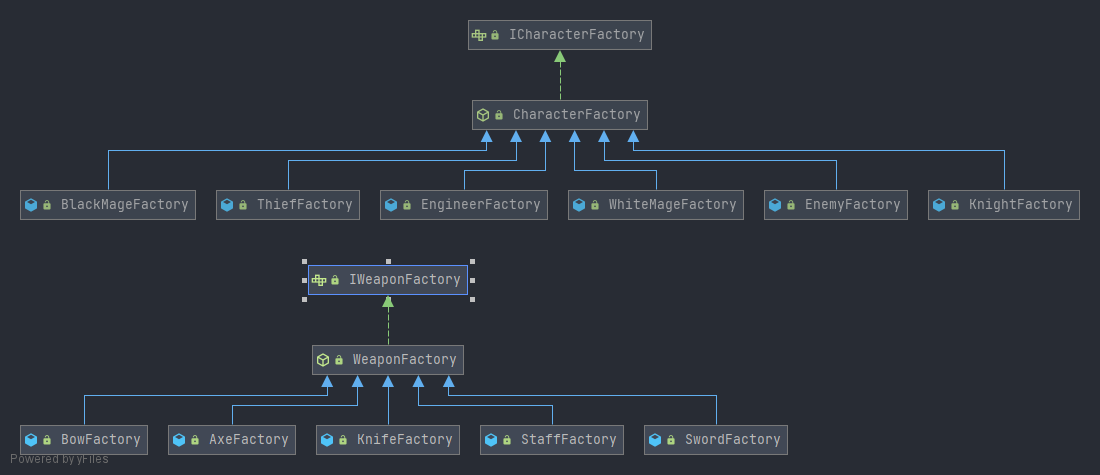 ICharacterFactory
CharacterFactory
BlackMageFactory ThiefFactory EngineerFactory WhiteMageFactory EnemyFactory KnightFactory
IWeaponFactory
WeaponFactory
BowFactory AxeFactory KnifeFactory StaffFactory SwordFactory
Powered by yFiles